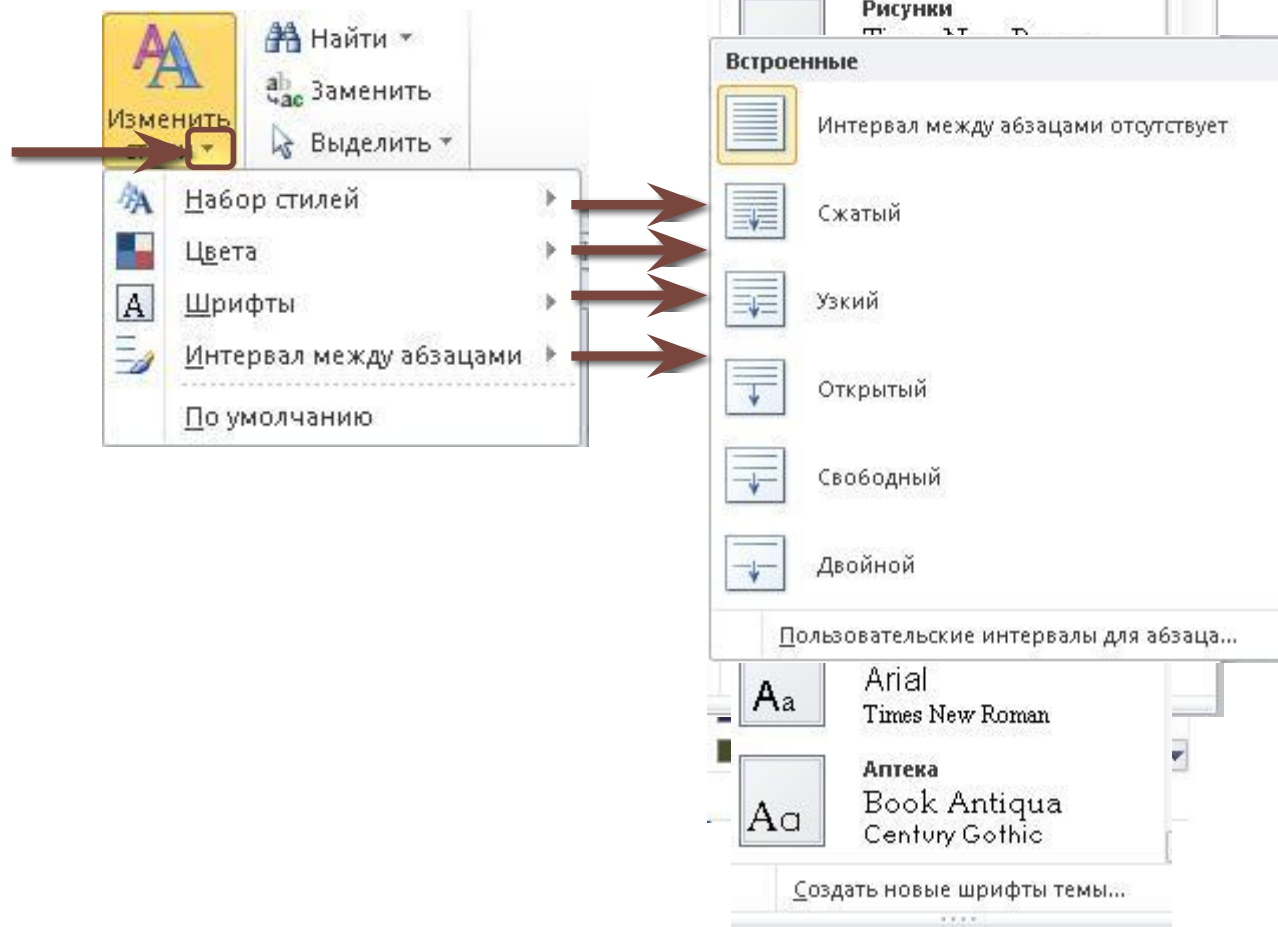 Изменить
Найти
Заменить
Выделить
Набор стилей
Цвета
Шрифты
Интервал между абзацами
По умолчанию
Рисунки
Встроенные
Интервал между абзацами отсутствует
Сжатый
Узкий
Открытый
Свободный
Двойной
Пользовательские интервалы для абзаца...
Aa
Arial
Times New Roman
Аптека
Aa
Book Antiqua
Century Gothic
Создать новые шрифты темы...